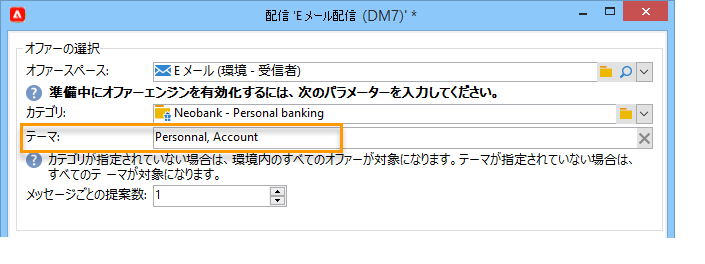 配信 'Eメール配信 (DM7)' *
オファーの選択
オファースペース: Eメール (環境 - 受信者)
準備中にオファーエンジンを有効化するには、次のパラメーターを入力してください。
カテゴリ: Neobank - Personal banking
テーマ: Personnal, Account
カテゴリが指定されていない場合は、環境内のすべてのオファーが対象になります。テーマが指定されていない場合は、
すべてのテ ーマが対象になります。
メッセージごとの提案数: 1